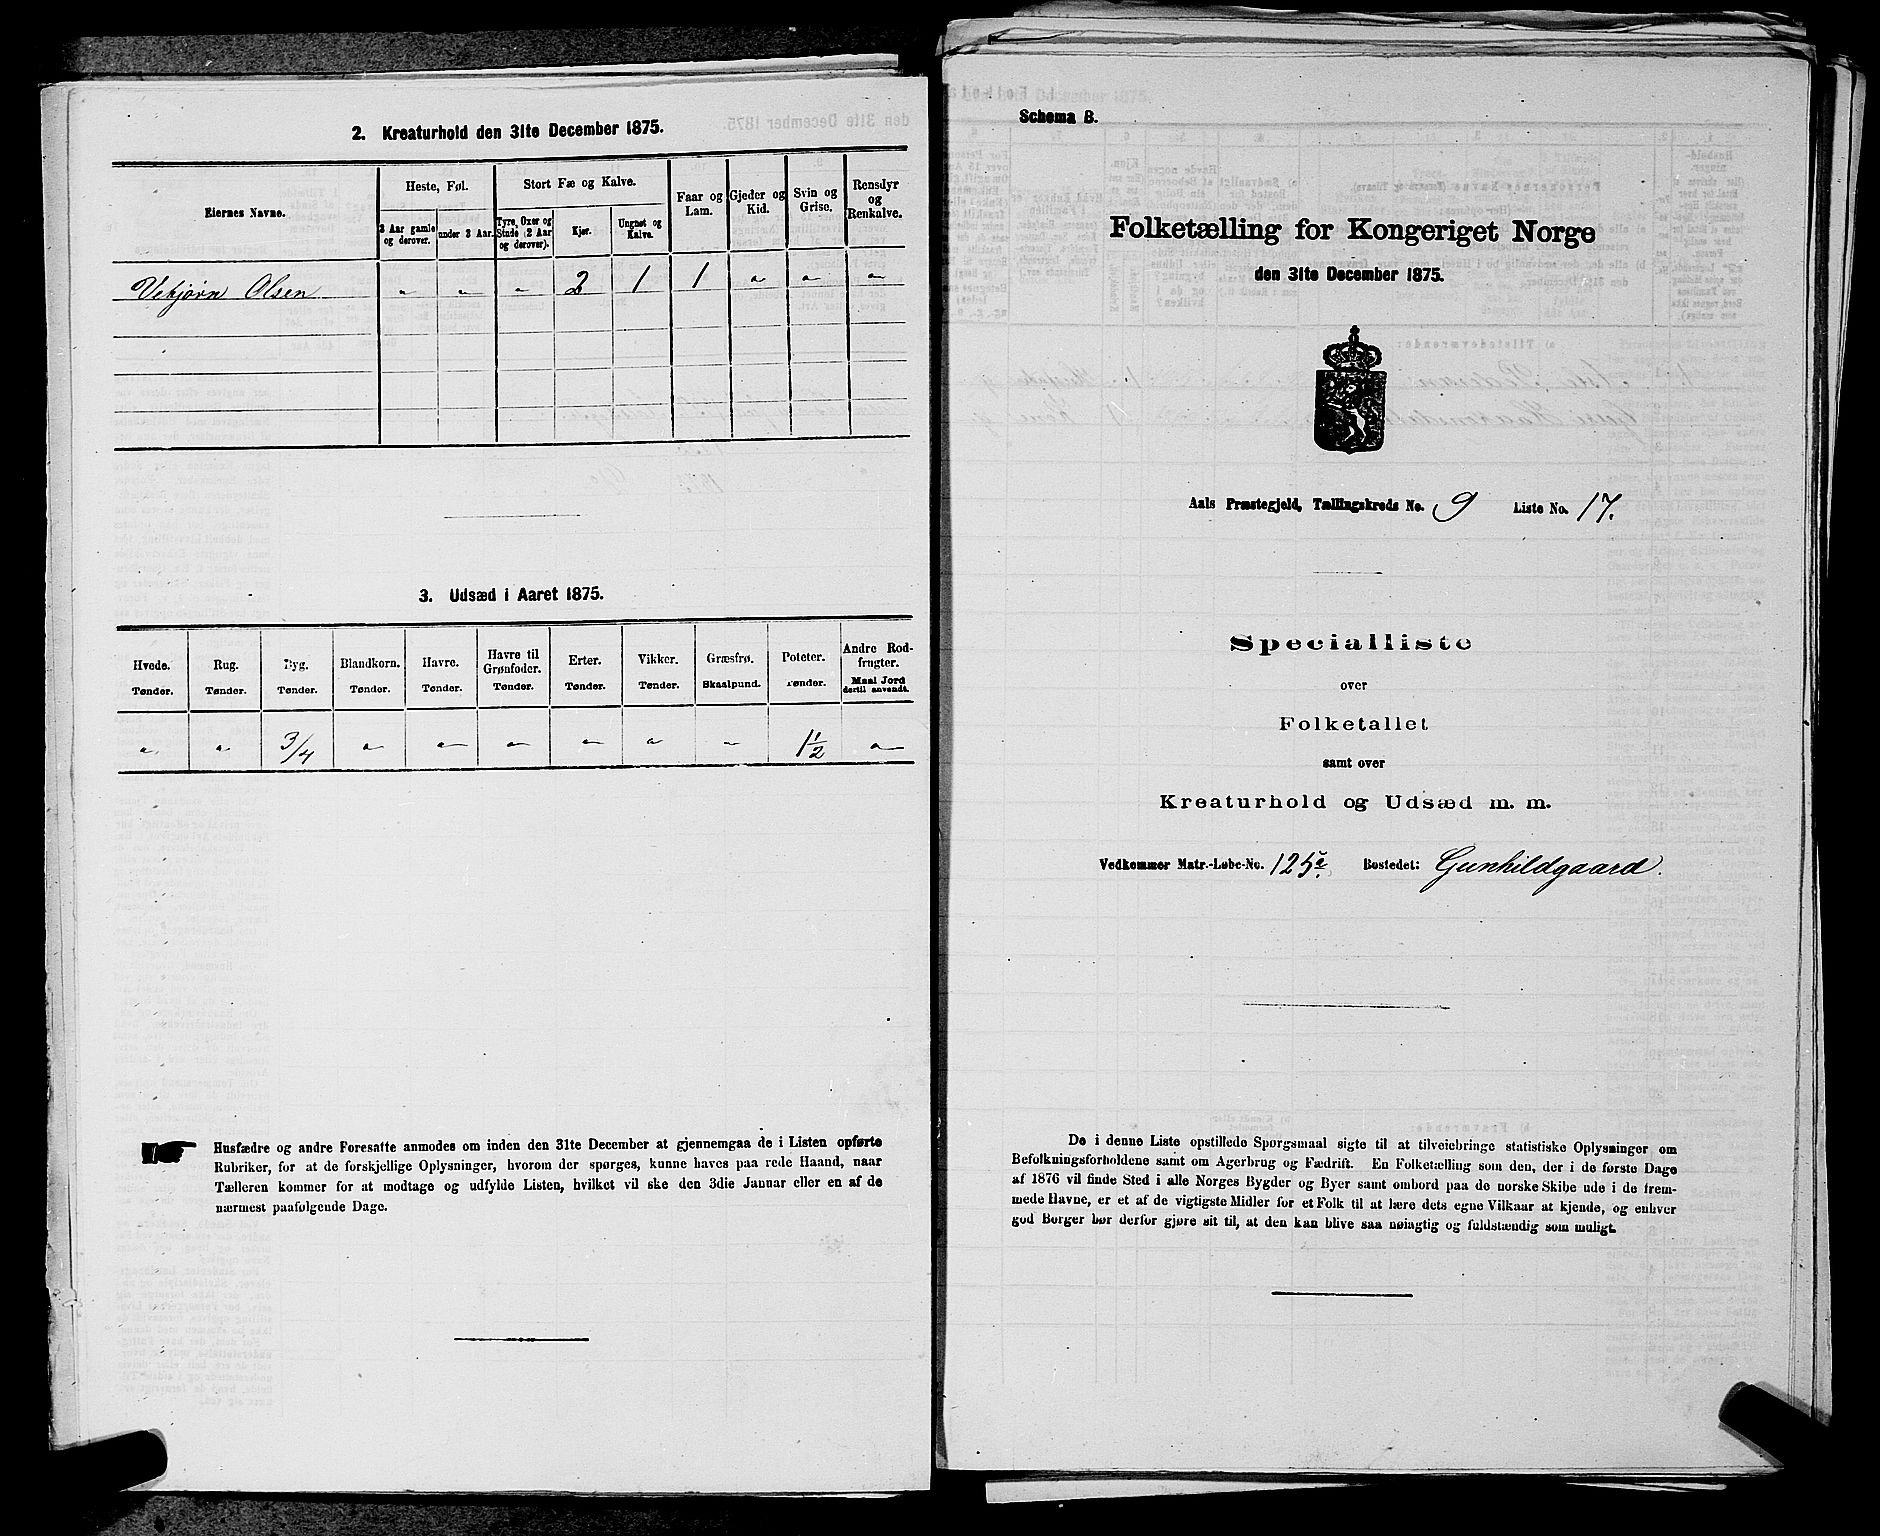 2. Kreaturhold den 31te December 1875.
Eiernes Navne.
Heste, Føl.
Stort Fæ og Kalve.
Faar og Lam.
Gjeder og Kid.
Svin og Grise.
Rensdyr og Renkalve.
3 Aar gamle og derover.
under 3 Aar.
Tyre, Oxer og Stude (2 Aar og derover).
Kjør.
Ungnøt og Kalve.
Vebjørn Olsen " " " 2 1 1 " " "
3. Udsæd i Aaret 1875.
Hvede. Rug. Byg. Blandkorn. Havre. Havre til Grønfoder. Erter. Vikker. Græsfrø. Poteter. Andre Rodfrugter.
Tønder. Tønder. Tønder. Tønder. Tønder. Tønder. Tønder. Tønder. Skaalpund. Tønder. Maal Jord dertil anvendt.
" " 3/4 " " " " " " 1 1/2 "
Husfædre og andre Foresatte anmodes om inden den 31te December at gjennemgaa de i Listen opførte
Rubriker, for at de forskjellige Oplysninger, hvorom der spørges, kunne haves paa rede Haand, naar
Tælleren kommer for at modtage og udfylde Listen, hvilket vil ske den 3die Januar eller en af de
nærmest paafølgende Dage.
Schema B.
Folketælling for Kongeriget Norge
den 31te December 1875.
Aals Præstegjeld, Tællingskreds No. 9 Liste No. 17.
Specialliste
over
Folketallet
samt over
Kreaturhold og Udsæd m. m.
Vedkommer Matr.-Løbe-No. 125a. Bostedet: Gunhildgaard.
De i denne Liste opstillede Spørgsmaal sigte til at tilveiebringe statistiske Oplysninger om
Befolkningsforholdene samt om Agerbrug og Fædrift. En Folketælling som den, der i de første Dage
af 1876 vil finde Sted i alle Norges Bygder og Byer samt ombord paa de norske Skibe ude i de frem-
mede Havne, er et af de vigtigste Midler for et Folk til at lære dets egne Vilkaar at kjende, og enhver
god Borger bør derfor gjøre sit til, at den kan blive saa nøiagtig og fuldstændig som muligt.